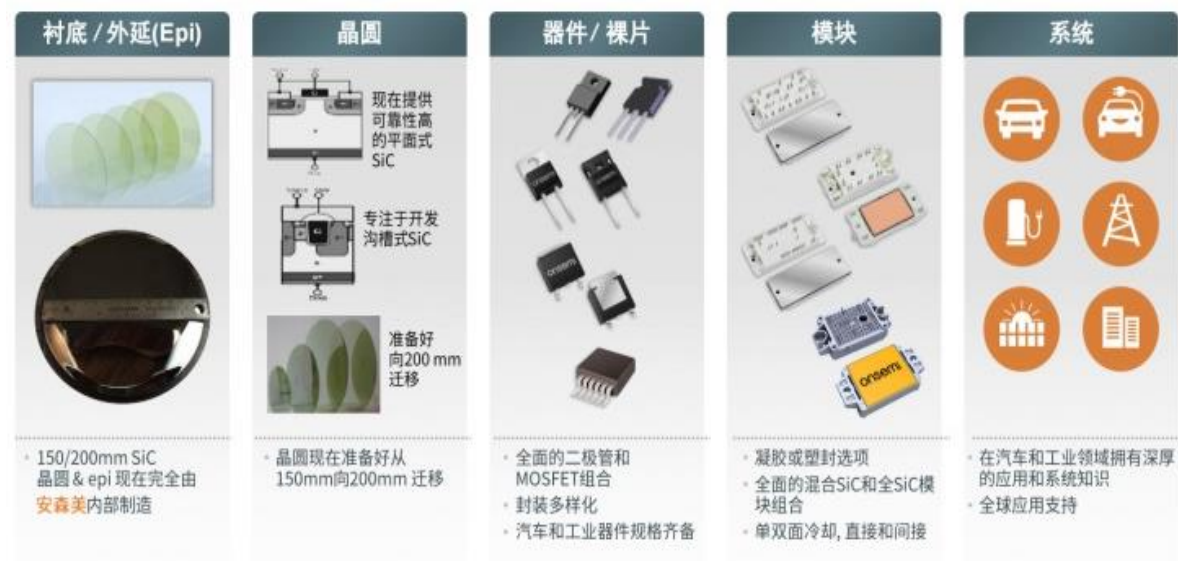 衬底 / 外延(Epi)
150/200mm SiC
晶圆 & epi 现在完全由
安森美内部制造
晶圆
现在提供
可靠性高
的平面式
SiC
专注于开发
沟槽式SiC
准备好
向200 mm
迁移
晶圆现在准备好从
150mm向200mm 迁移
器件/ 裸片
onsemi
全面的二极管和
MOSFET组合
封装多样化
汽车和工业器件规格齐备
模块
onsemi
凝胶或塑封选项
全面的混合SiC和全SiC模
块组合
单双面冷却, 直接和间接
系统
在汽车和工业领域拥有深厚
的应用和系统知识
全球应用支持